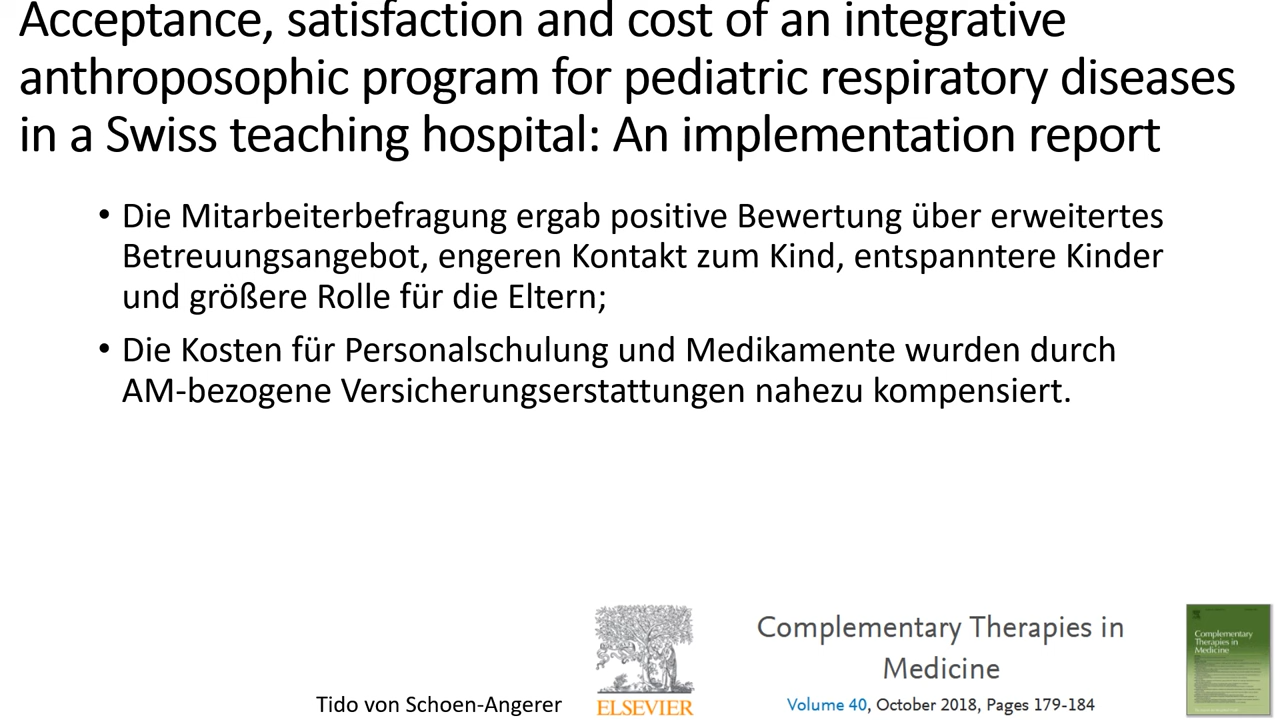 Acceptance, satisfaction and cost of an integrative
anthroposophic program for pediatric respiratory diseases
in a Swiss teaching hospital: An implementation report
• Die Mitarbeiterbefragung ergab positive Bewertung über erweitertes
Betreuungsangebot, engeren Kontakt zum Kind, entspanntere Kinder
und größere Rolle für die Eltern;
• Die Kosten für Personalschulung und Medikamente wurden durch
AM-bezogene Versicherungserstattungen nahezu kompensiert.
Tido von Schoen-Angerer
ELSEVIER
Complementary Therapies in
Medicine
Volume 40, October 2018, Pages 179-184
Complementary
Therapies in
Medicine